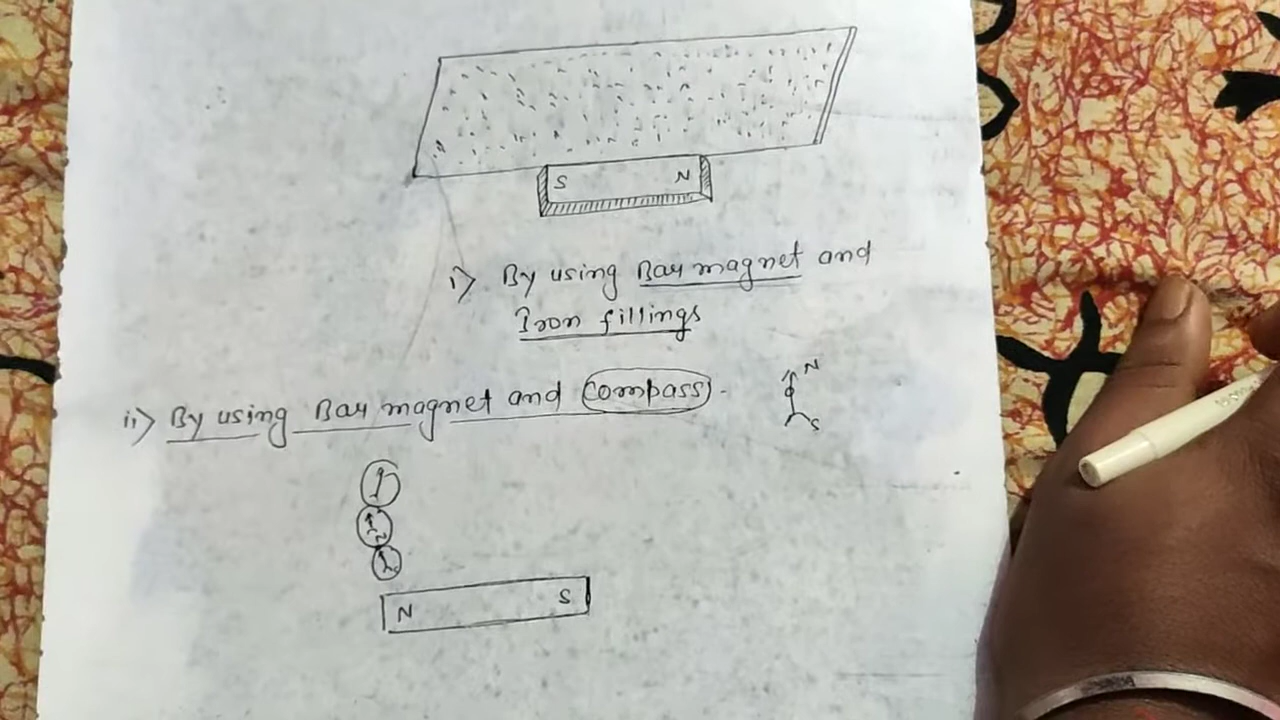 S N
i) By using Bar magnet and
Iron fillings
ii) By using Bar magnet and compass.
N
S
N S